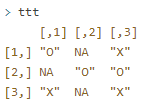 > ttt
     [,1] [,2] [,3]
[1,] "O"  NA   "X"
[2,] NA   "O"  "O"
[3,] "X"  NA   "X"